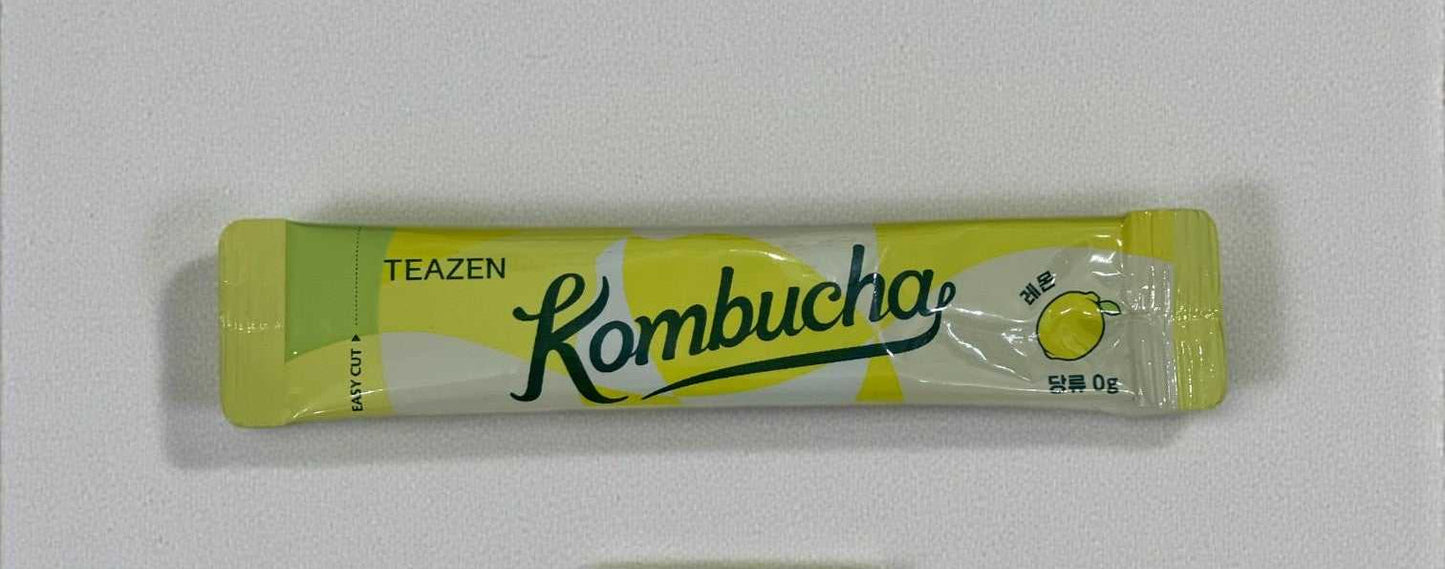 TEAZEN
EASY CUT ▶
Kombucha
레몬
당류 0g